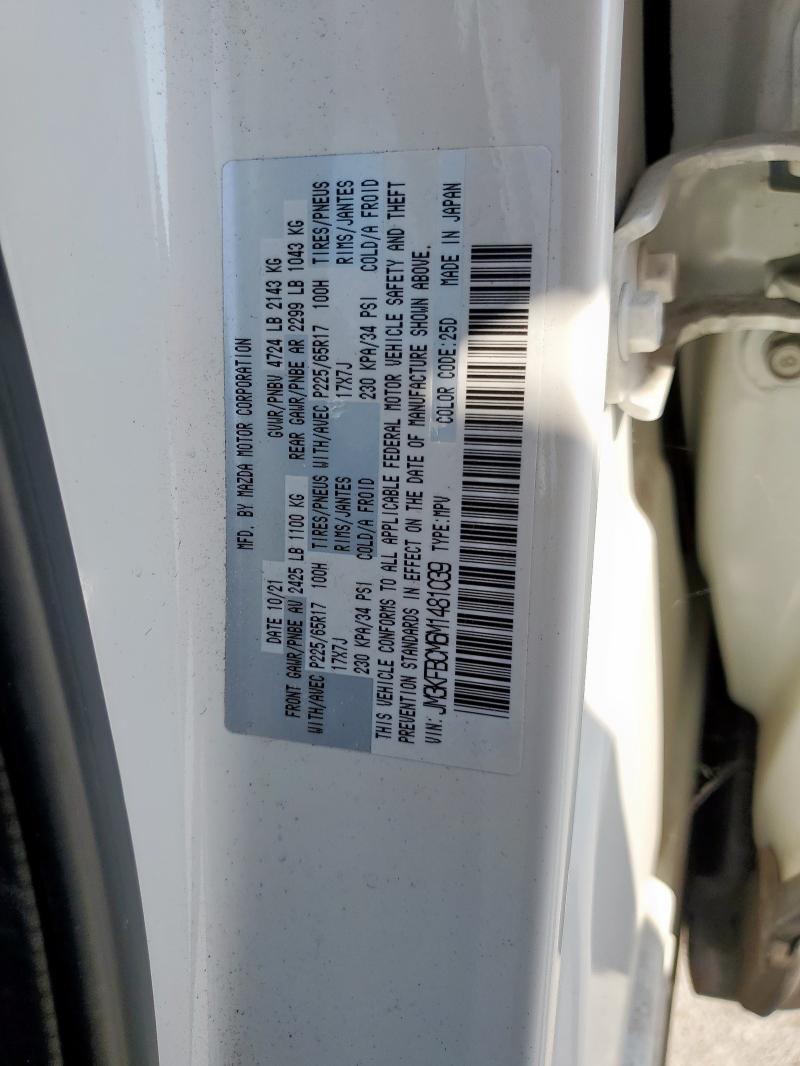 MFD. BY MAZDA MOTOR CORPORATION
DATE 10/21 GVWR/PNBV 4724 LB 2143 KG
FRONT GAWR/PNBE AV 2425 LB 1100 KG REAR GAWR/PNBE AR 2299 LB 1043 KG
WITH/AVEC P225/65R17 100H TIRES/PNEUS WITH/AVEC P225/65R17 100H TIRES/PNEUS
17X7J RIMS/JANTES 17X7J RIMS/JANTES
230 KPA/34 PSI COLD/A FROID 230 KPA/34 PSI COLD/A FROID
THIS VEHICLE CONFORMS TO ALL APPLICABLE FEDERAL MOTOR VEHICLE SAFETY AND THEFT
PREVENTION STANDARDS IN EFFECT ON THE DATE OF MANUFACTURE SHOWN ABOVE.
VIN: JM3KFBCM5M1481039 TYPE:MPV COLOR CODE:25D MADE IN JAPAN